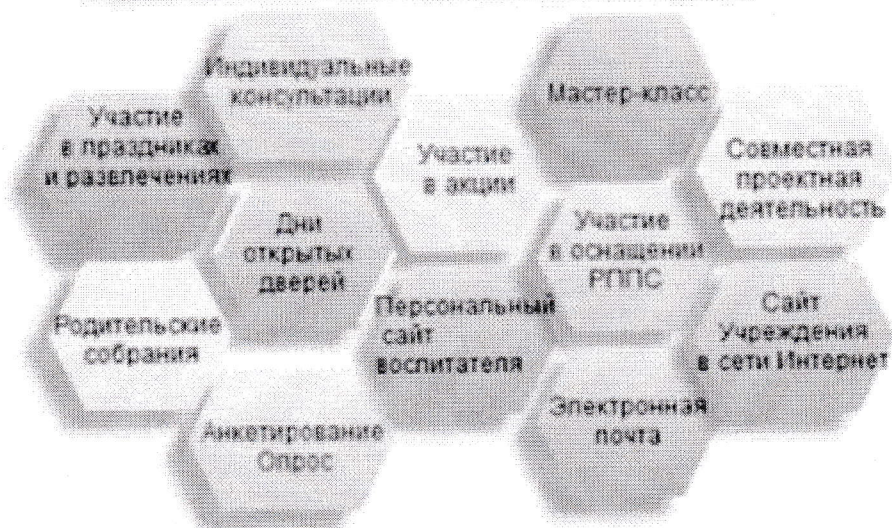 Индивидуальные
консультации
Мастер-класс
Участие
в праздниках
и развлечениях
Участие
в акции
Совместная
проектная
деятельность
Дни
открытых
дверей
Участие
в оснащении
РППС
Родительские
собрания
Персональный
сайт
воспитателя
Сайт
Учреждения
в сети Интернет
Анкетирование
Опрос
Электронная
почта